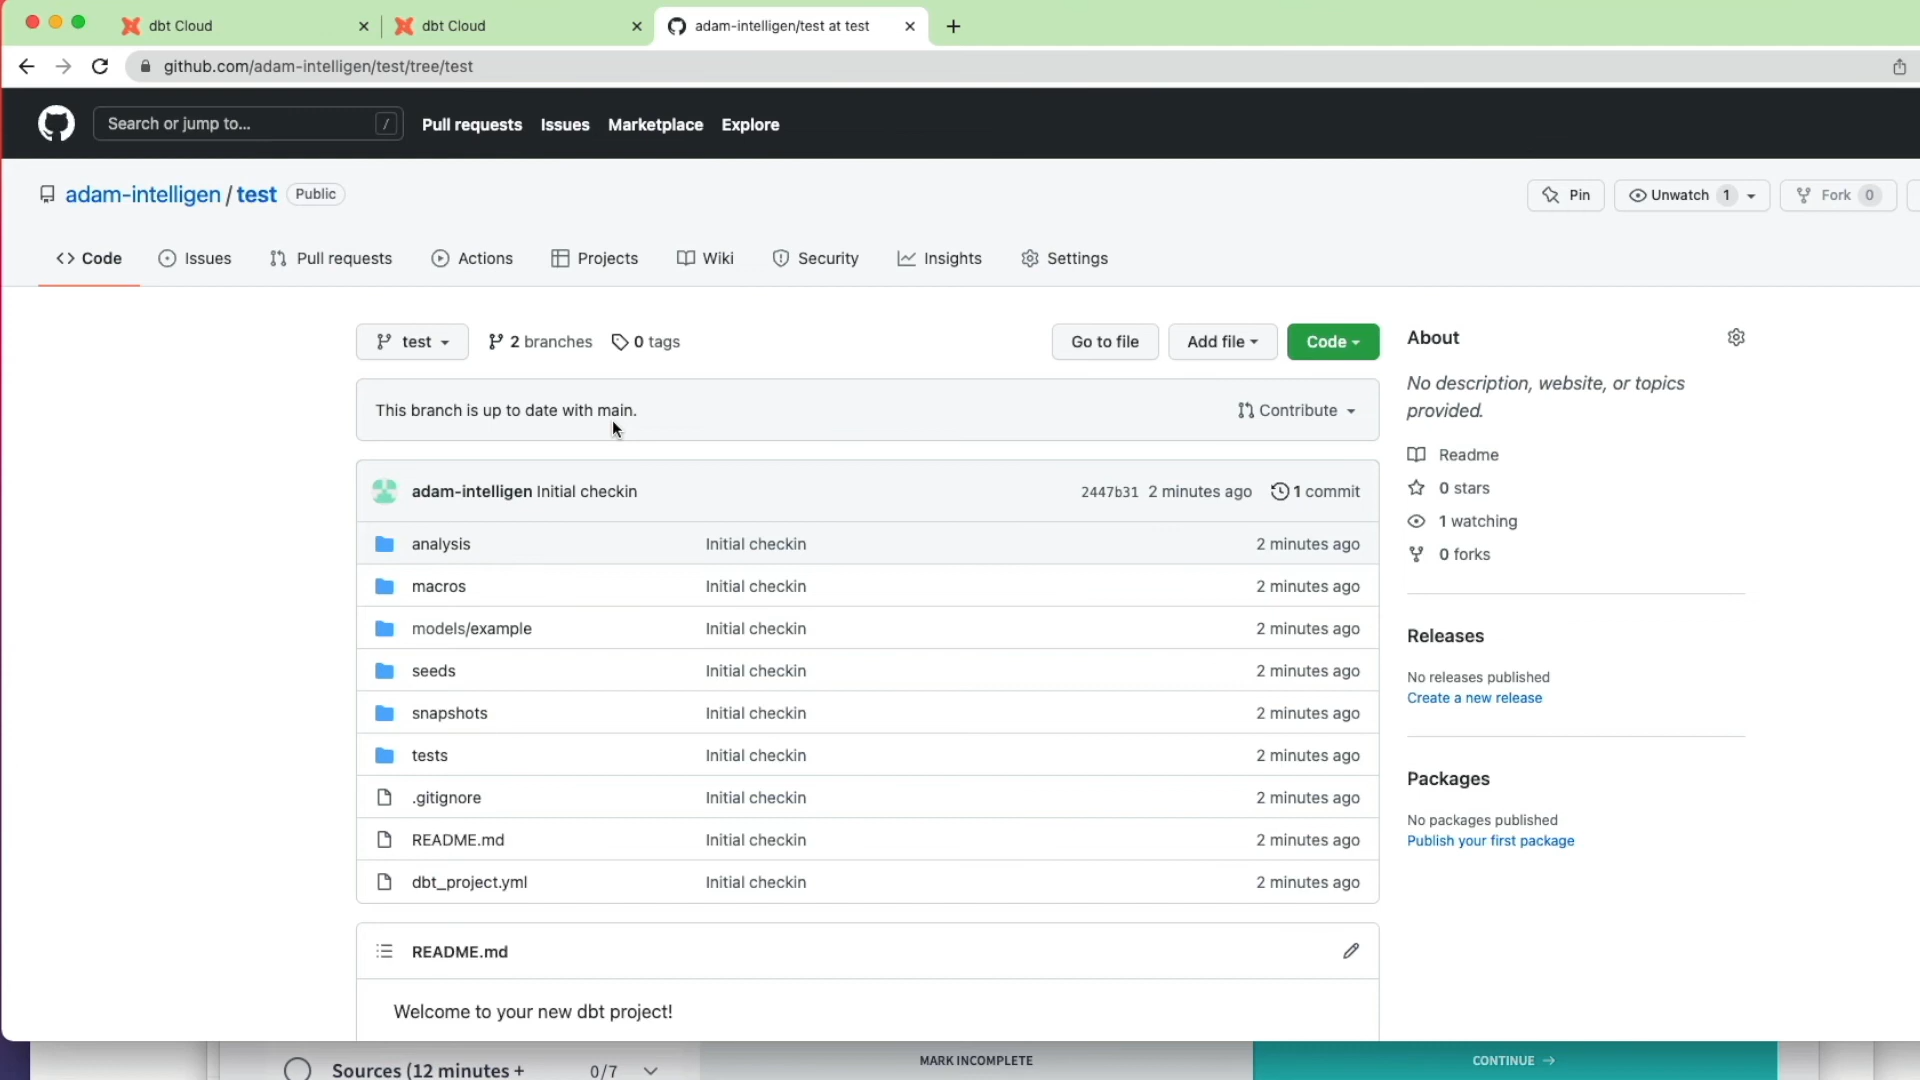 dbt Cloud
dbt Cloud
adam-intelligen/test at test
github.com/adam-intelligen/test/tree/test
Search or jump to... /
Pull requests Issues Marketplace Explore
adam-intelligen / test Public
Pin Unwatch 1 Fork 0
Code Issues Pull requests Actions Projects Wiki Security Insights Settings
test 2 branches 0 tags Go to file Add file Code
This branch is up to date with main. Contribute
adam-intelligen Initial checkin 2447b31 2 minutes ago 1 commit
analysis Initial checkin 2 minutes ago
macros Initial checkin 2 minutes ago
models/example Initial checkin 2 minutes ago
seeds Initial checkin 2 minutes ago
snapshots Initial checkin 2 minutes ago
tests Initial checkin 2 minutes ago
.gitignore Initial checkin 2 minutes ago
README.md Initial checkin 2 minutes ago
dbt_project.yml Initial checkin 2 minutes ago
README.md
Welcome to your new dbt project!
About
No description, website, or topics
provided.
Readme
0 stars
1 watching
0 forks
Releases
No releases published
Create a new release
Packages
No packages published
Publish your first package
Sources (12 minutes + 0/7
MARK INCOMPLETE
CONTINUE →